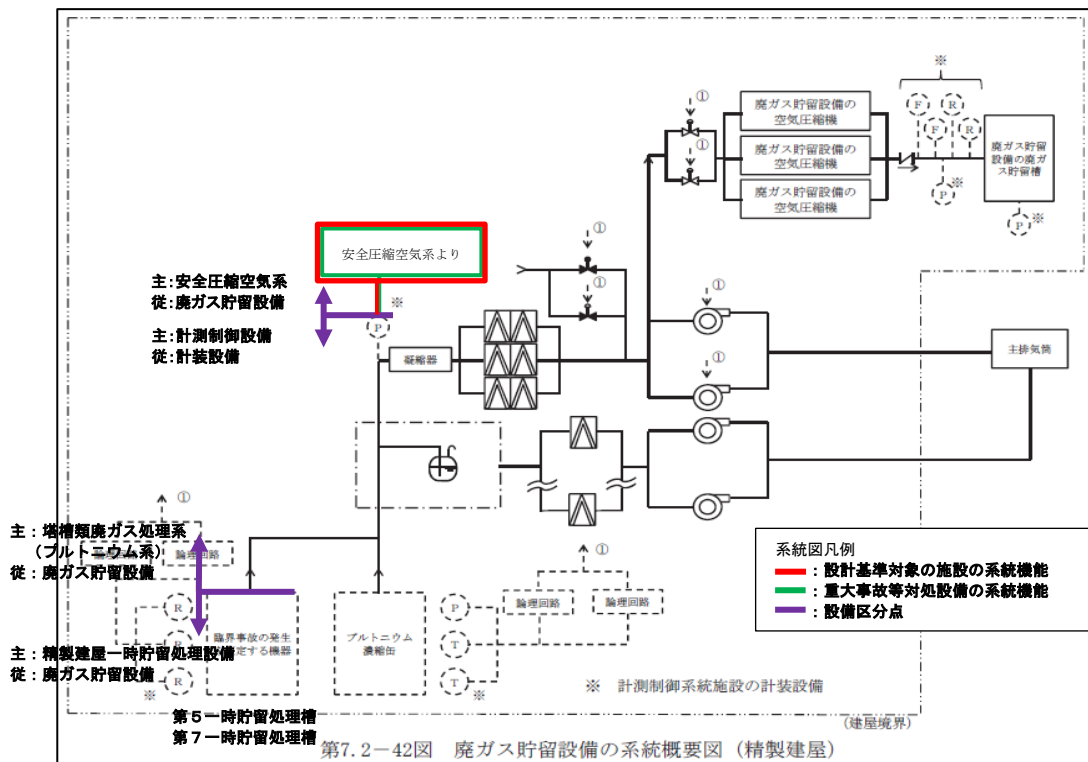 ※
①
F
R
F
R
①
P
※
P
※
廃ガス貯留設備の
空気圧縮機
廃ガス貯留設備の
空気圧縮機
廃ガス貯留設備の
空気圧縮機
廃ガス貯留
設備の廃ガ
ス貯留槽
安全圧縮空気系より
①
①
主:安全圧縮空気系
従:廃ガス貯留設備
※
P
主:計測制御設備
従:計装設備
凝縮器
①
①
主排気筒
①
主：塔槽類廃ガス処理系
（プルトニウム系）
従：廃ガス貯留設備
論理回路
論理回路
①
論理回路
論理回路
系統図凡例
：設計基準対象の施設の系統機能
：重大事故等対処設備の系統機能
：設備区分点
R
R
R
※
臨界事故の発生
定する機器
プルトニウム
濃縮缶
P
T
T
※
主：精製建屋一時貯留処理設備
従：廃ガス貯留設備
※ 計測制御系統施設の計装設備
第５一時貯留処理槽
第７一時貯留処理槽
(建屋境界)
第7.2－42図 廃ガス貯留設備の系統概要図（精製建屋）